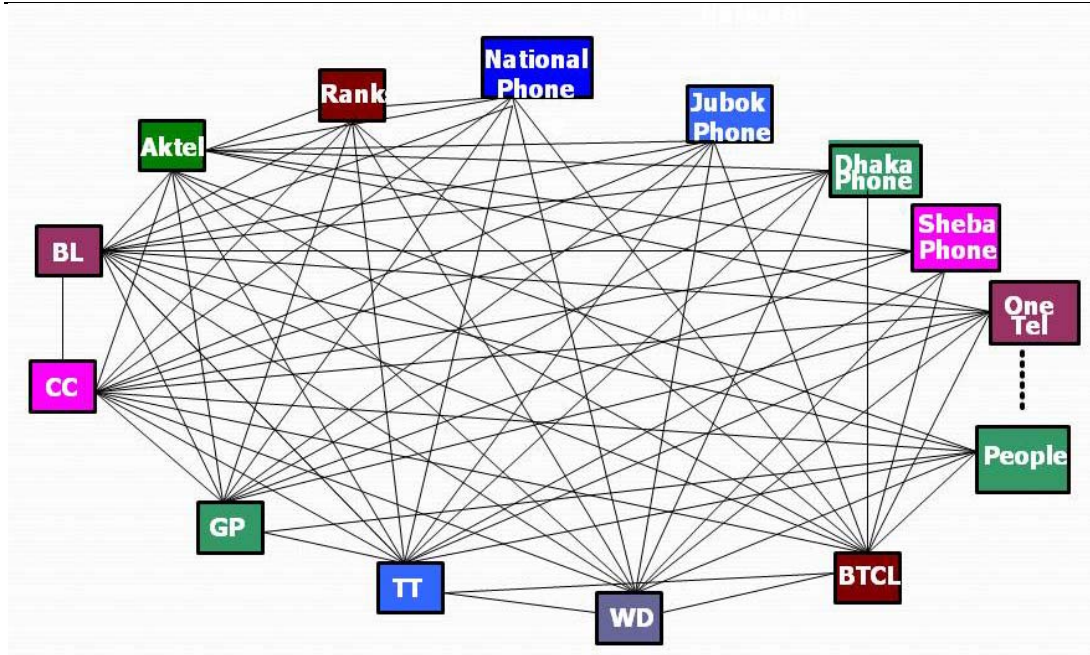 National
Phone
Rank
Jubok
Phone
Aktel
Dhaka
Phone
Sheba
Phone
BL
One
Tel
CC
People
GP
BTCL
TT
WD